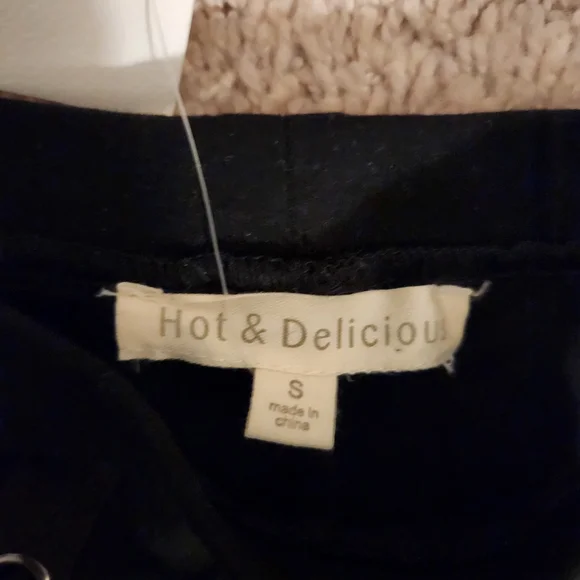 Hot & Delicious
S
made in
china